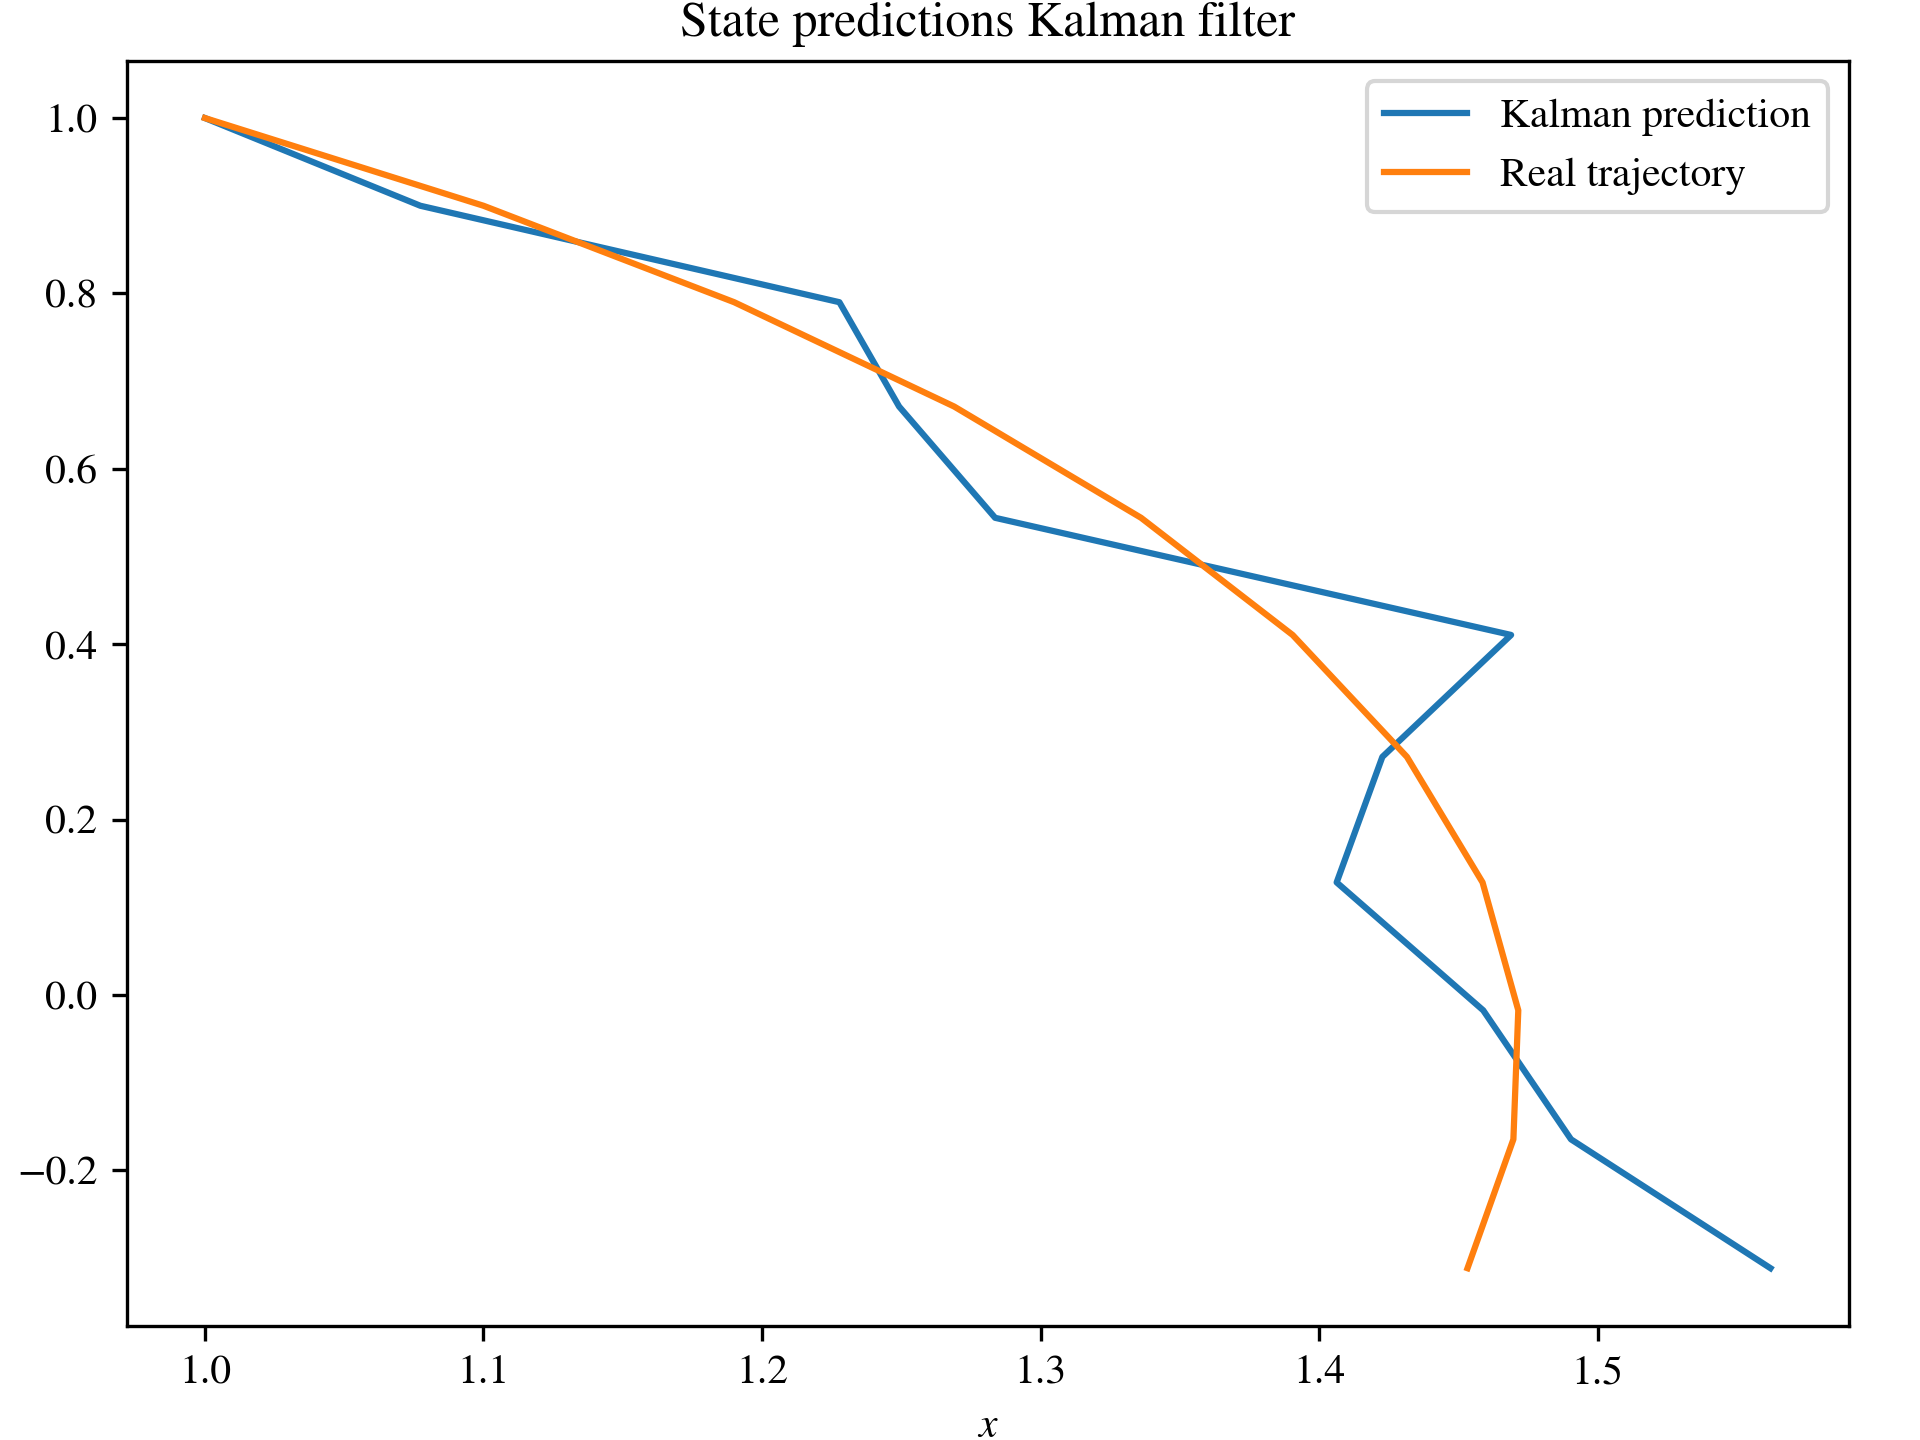 State predictions Kalman filter
Kalman prediction
Real trajectory
1.0
0.8
0.6
0.4
0.2
0.0
−0.2
1.0 1.1 1.2 1.3 1.4 1.5
x